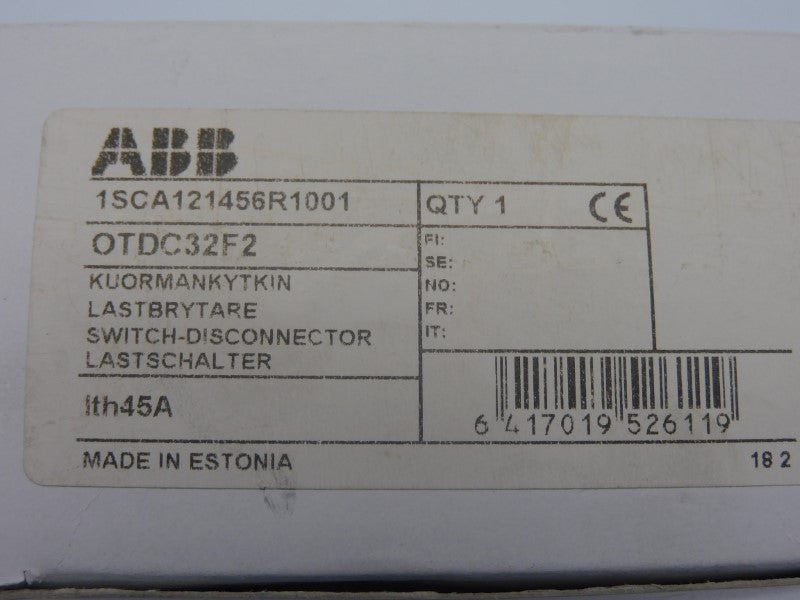 ABB
1SCA121456R1001
QTY 1 CE
OTDC32F2
FI:
SE:
NO:
FR:
IT:
KUORMANKYTKIN
LASTBRYTARE
SWITCH-DISCONNECTOR
LASTSCHALTER
Ith45A
6 417019 526119
MADE IN ESTONIA
18 2